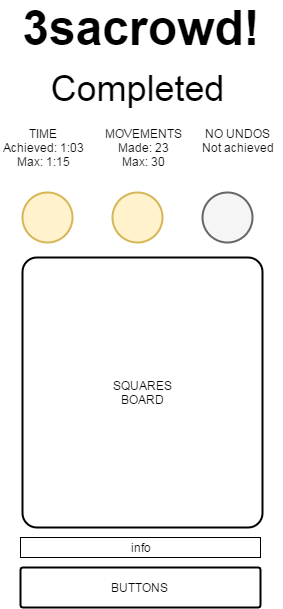 3sacrowd!
Completed
TIME
Achieved: 1:03
Max: 1:15
MOVEMENTS
Made: 23
Max: 30
NO UNDOS
Not achieved
SQUARES
BOARD
info
BUTTONS